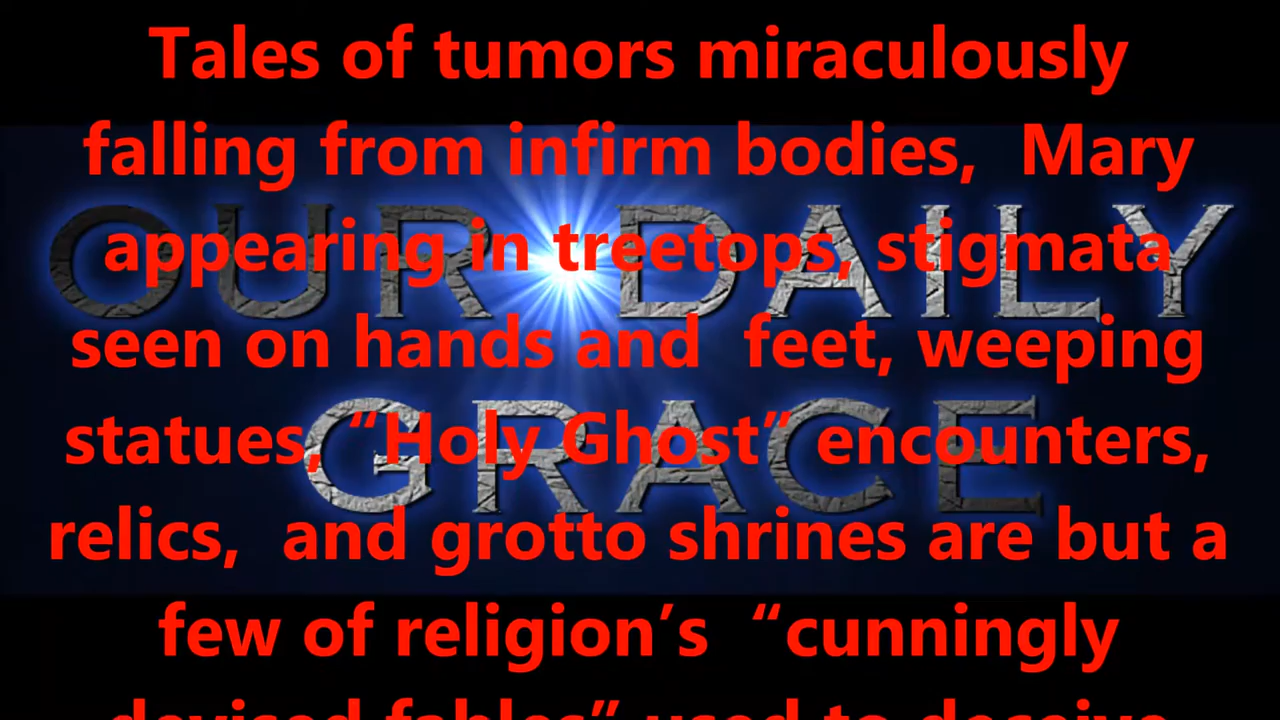 Tales of tumors miraculously
falling from infirm bodies, Mary
appearing in treetops, stigmata
seen on hands and feet, weeping
statues, “Holy Ghost” encounters,
relics, and grotto shrines are but a
few of religion’s “cunningly
devised fables” used to deceive
OUR DAILY
GRACE